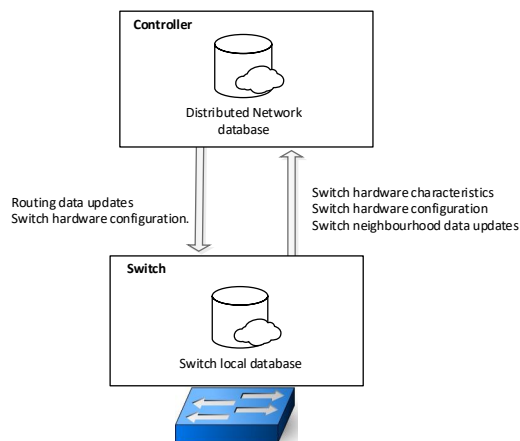 Controller
Distributed Network
database
Routing data updates
Switch hardware configuration.
Switch hardware characteristics
Switch hardware configuration
Switch neighbourhood data updates
Switch
Switch local database